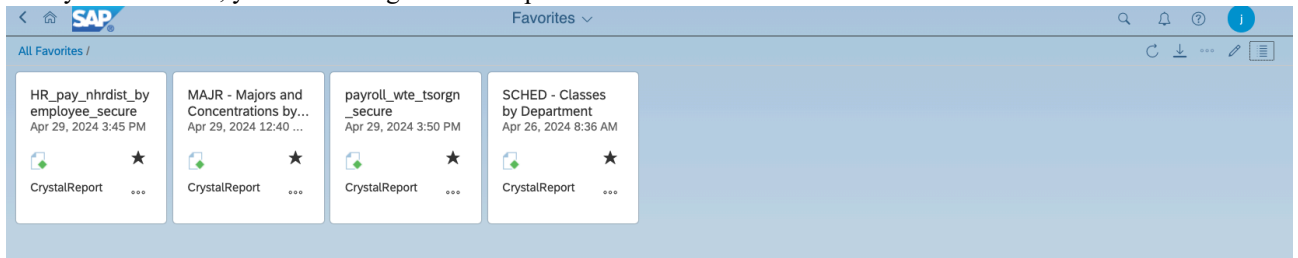 SAP
Favorites
j
All Favorites /
HR_pay_nhrdist_by
employee_secure
Apr 29, 2024 3:45 PM
CrystalReport
MAJR - Majors and
Concentrations by...
Apr 29, 2024 12:40 ...
CrystalReport
payroll_wte_tsorgn
_secure
Apr 29, 2024 3:50 PM
CrystalReport
SCHED - Classes
by Department
Apr 26, 2024 8:36 AM
CrystalReport